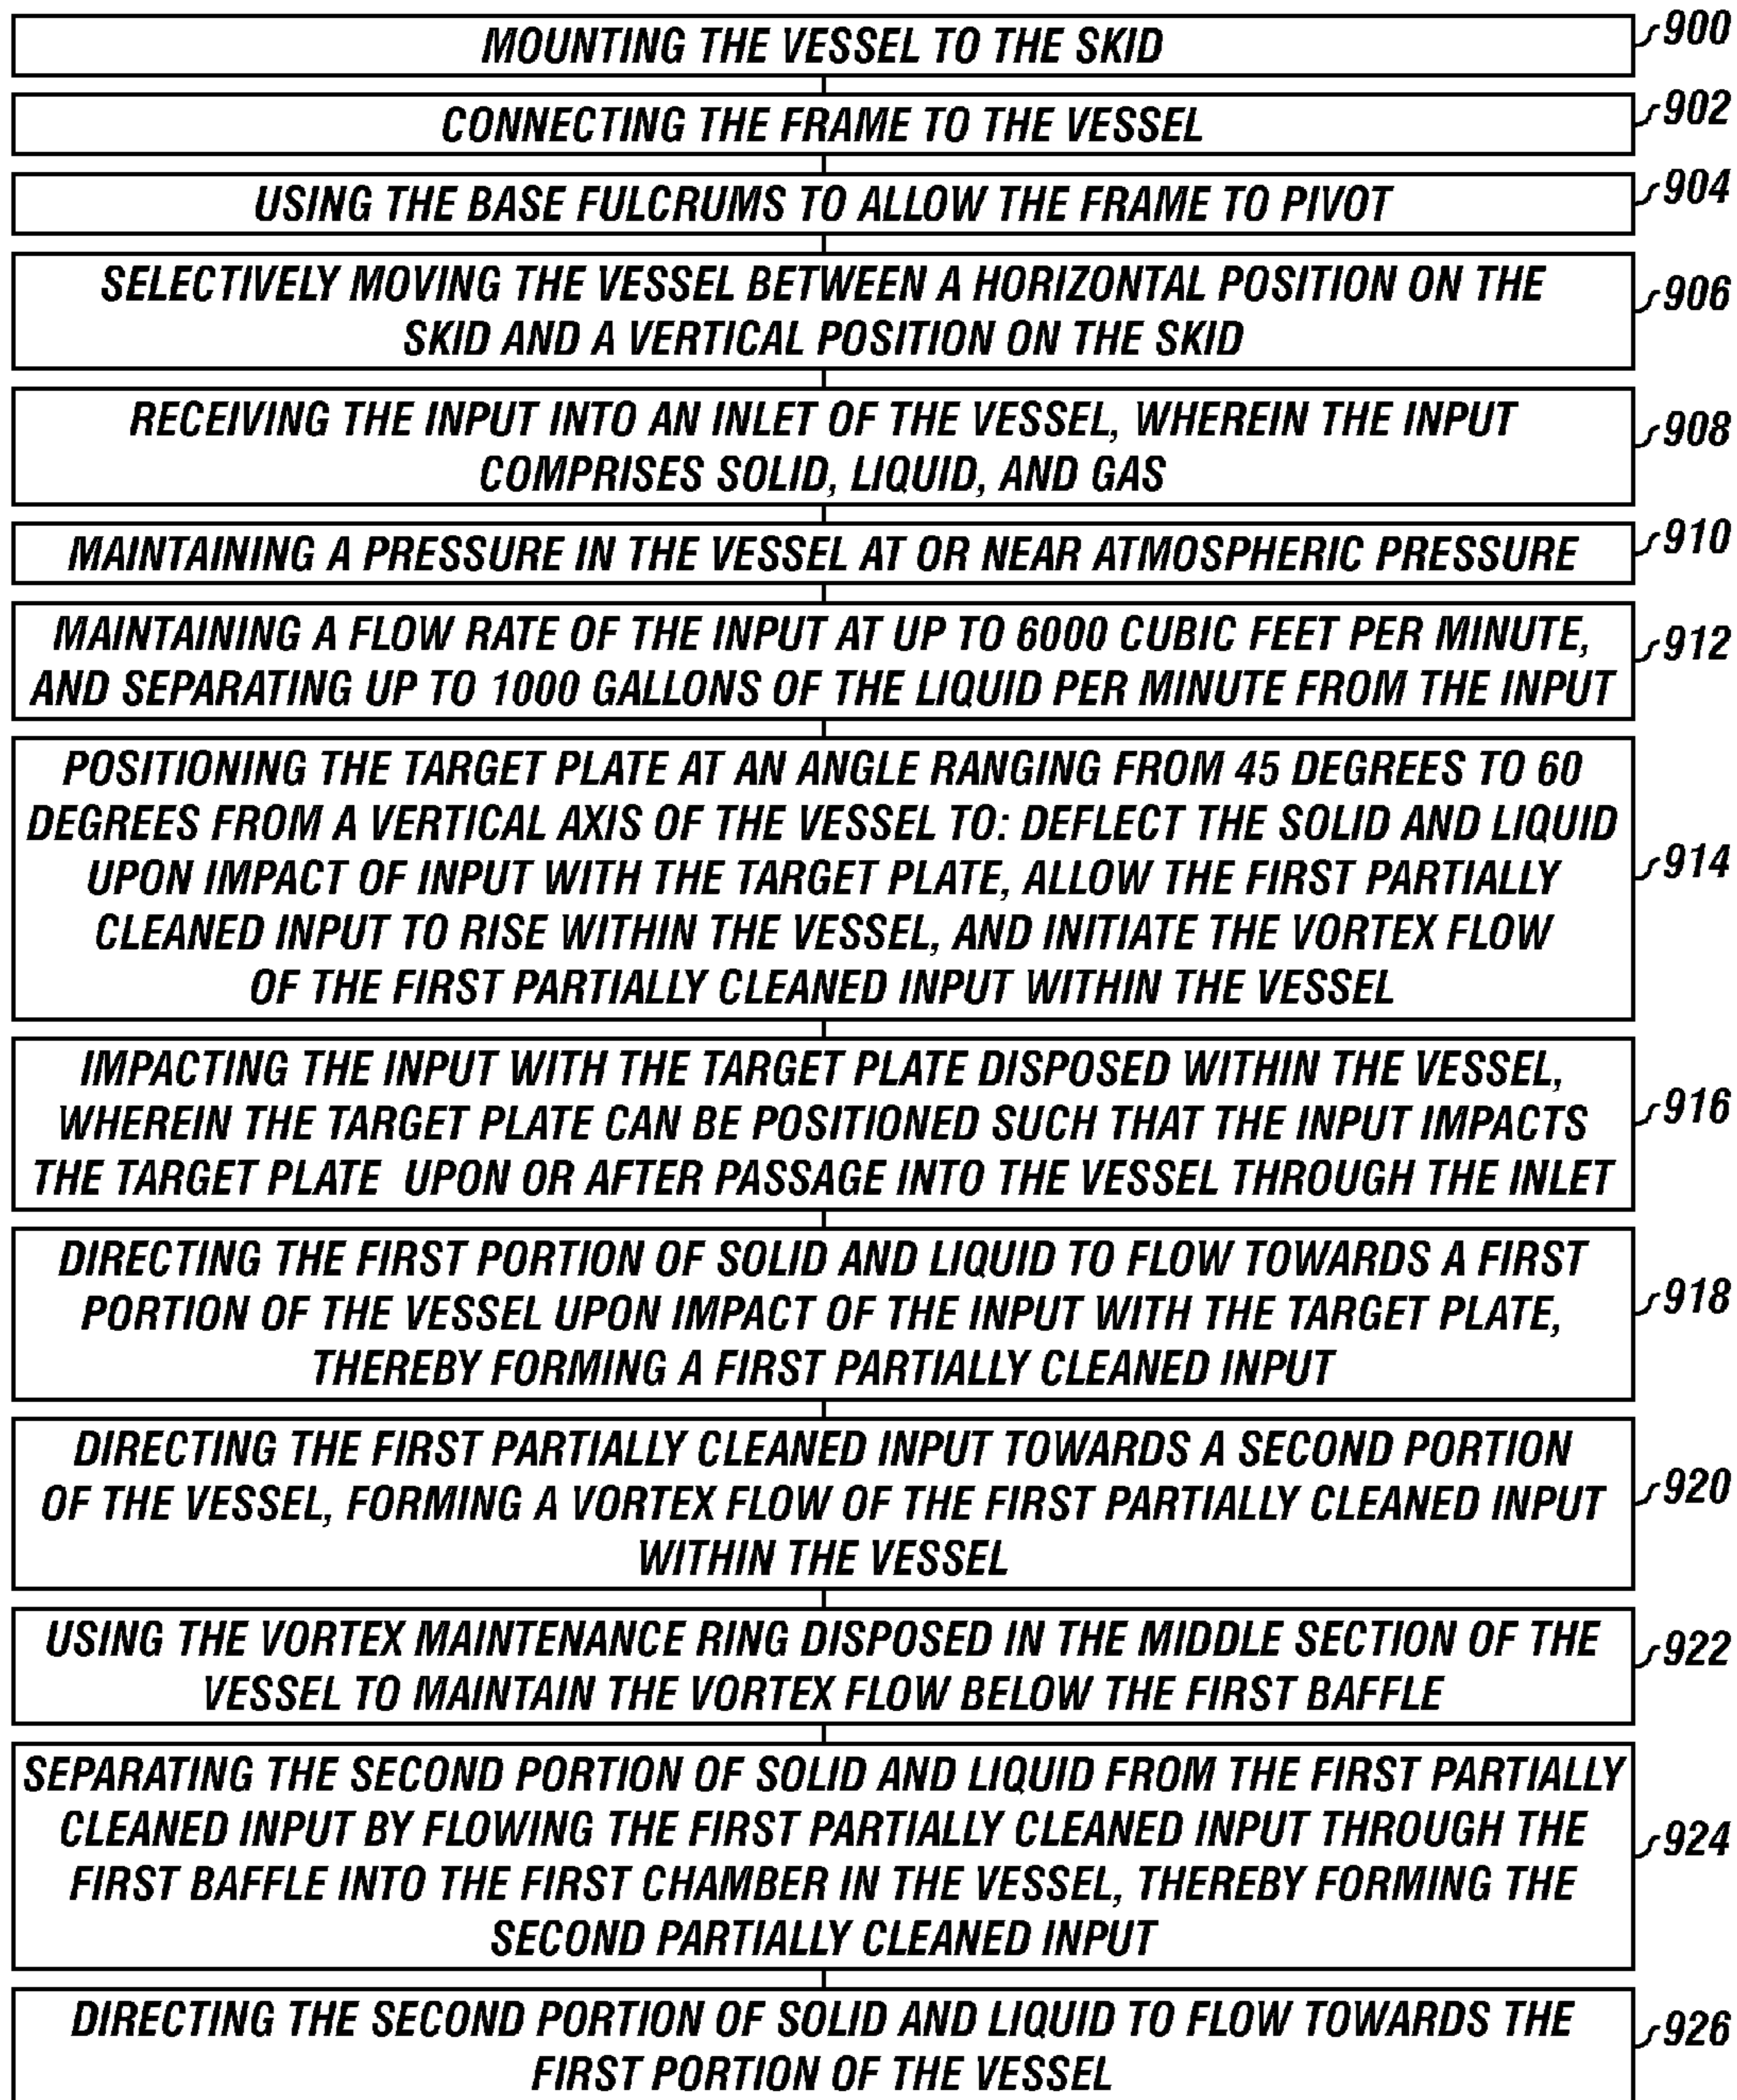 MOUNTING THE VESSEL TO THE SKID
900
CONNECTING THE FRAME TO THE VESSEL
902
USING THE BASE FULCRUMS TO ALLOW THE FRAME TO PIVOT
904
SELECTIVELY MOVING THE VESSEL BETWEEN A HORIZONTAL POSITION ON THE
SKID AND A VERTICAL POSITION ON THE SKID
906
RECEIVING THE INPUT INTO AN INLET OF THE VESSEL, WHEREIN THE INPUT
COMPRISES SOLID, LIQUID, AND GAS
908
MAINTAINING A PRESSURE IN THE VESSEL AT OR NEAR ATMOSPHERIC PRESSURE
910
MAINTAINING A FLOW RATE OF THE INPUT AT UP TO 6000 CUBIC FEET PER MINUTE,
AND SEPARATING UP TO 1000 GALLONS OF THE LIQUID PER MINUTE FROM THE INPUT
912
POSITIONING THE TARGET PLATE AT AN ANGLE RANGING FROM 45 DEGREES TO 60
DEGREES FROM A VERTICAL AXIS OF THE VESSEL TO: DEFLECT THE SOLID AND LIQUID
UPON IMPACT OF INPUT WITH THE TARGET PLATE, ALLOW THE FIRST PARTIALLY
CLEANED INPUT TO RISE WITHIN THE VESSEL, AND INITIATE THE VORTEX FLOW
OF THE FIRST PARTIALLY CLEANED INPUT WITHIN THE VESSEL
914
IMPACTING THE INPUT WITH THE TARGET PLATE DISPOSED WITHIN THE VESSEL,
WHEREIN THE TARGET PLATE CAN BE POSITIONED SUCH THAT THE INPUT IMPACTS
THE TARGET PLATE UPON OR AFTER PASSAGE INTO THE VESSEL THROUGH THE INLET
916
DIRECTING THE FIRST PORTION OF SOLID AND LIQUID TO FLOW TOWARDS A FIRST
PORTION OF THE VESSEL UPON IMPACT OF THE INPUT WITH THE TARGET PLATE,
THEREBY FORMING A FIRST PARTIALLY CLEANED INPUT
918
DIRECTING THE FIRST PARTIALLY CLEANED INPUT TOWARDS A SECOND PORTION
OF THE VESSEL, FORMING A VORTEX FLOW OF THE FIRST PARTIALLY CLEANED INPUT
WITHIN THE VESSEL
920
USING THE VORTEX MAINTENANCE RING DISPOSED IN THE MIDDLE SECTION OF THE
VESSEL TO MAINTAIN THE VORTEX FLOW BELOW THE FIRST BAFFLE
922
SEPARATING THE SECOND PORTION OF SOLID AND LIQUID FROM THE FIRST PARTIALLY
CLEANED INPUT BY FLOWING THE FIRST PARTIALLY CLEANED INPUT THROUGH THE
FIRST BAFFLE INTO THE FIRST CHAMBER IN THE VESSEL, THEREBY FORMING THE
SECOND PARTIALLY CLEANED INPUT
924
DIRECTING THE SECOND PORTION OF SOLID AND LIQUID TO FLOW TOWARDS THE
FIRST PORTION OF THE VESSEL
926